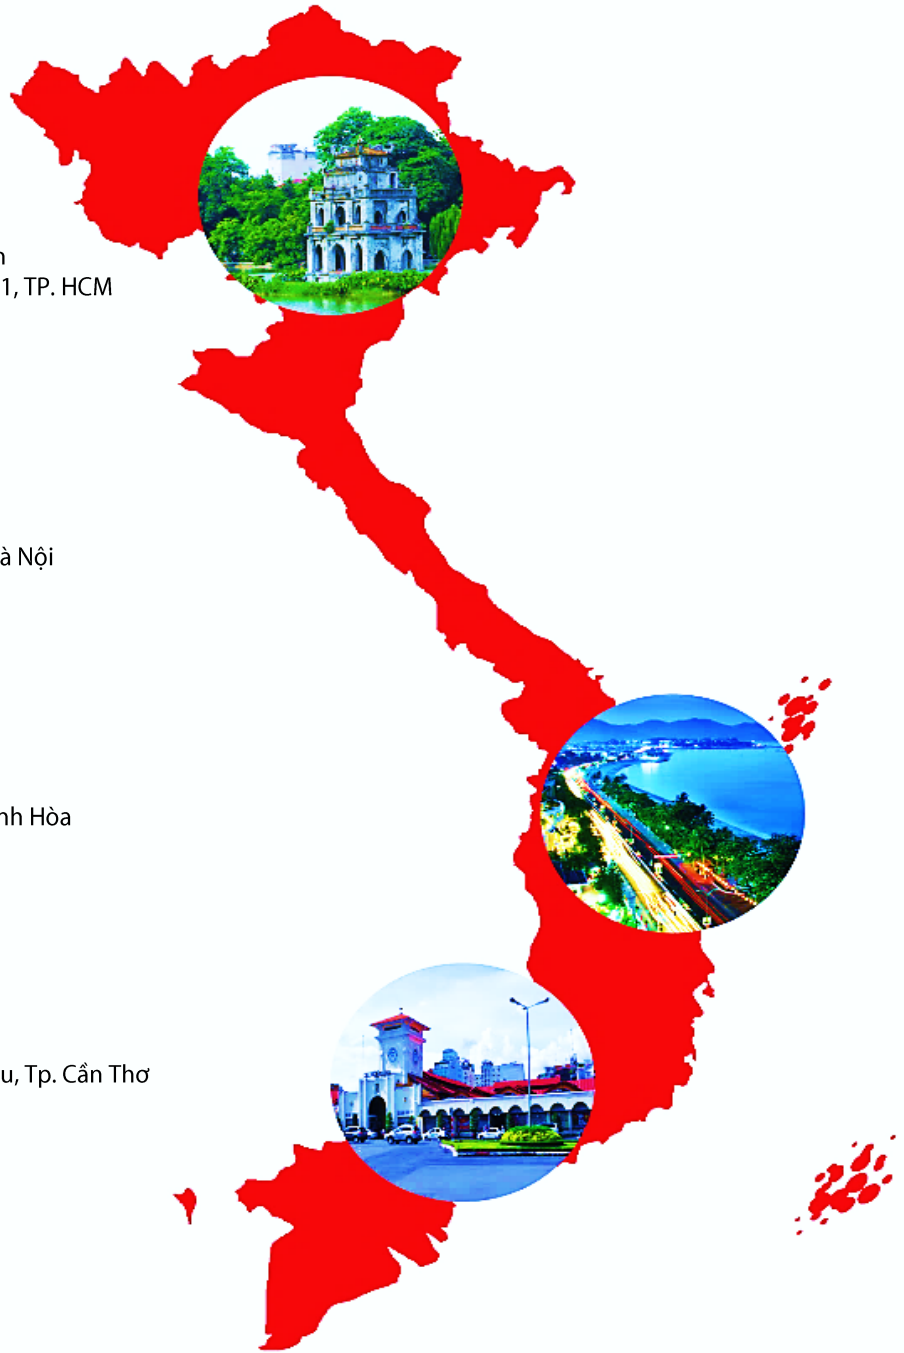 n
1, TP. HCM
à Nội
nh Hòa
u, Tp. Cần Thơ